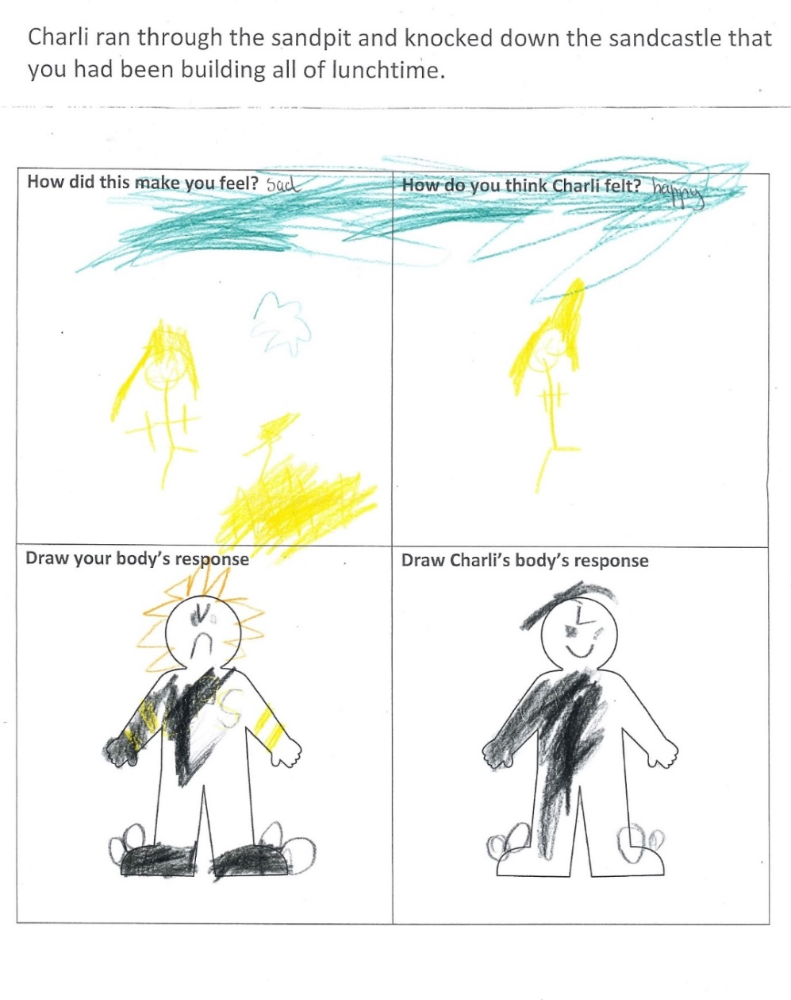 Charli ran through the sandpit and knocked down the sandcastle that
you had been building all of lunchtime.
How did this make you feel? Sad
How do you think Charli felt? happy
Draw your body's response
Draw Charli's body's response